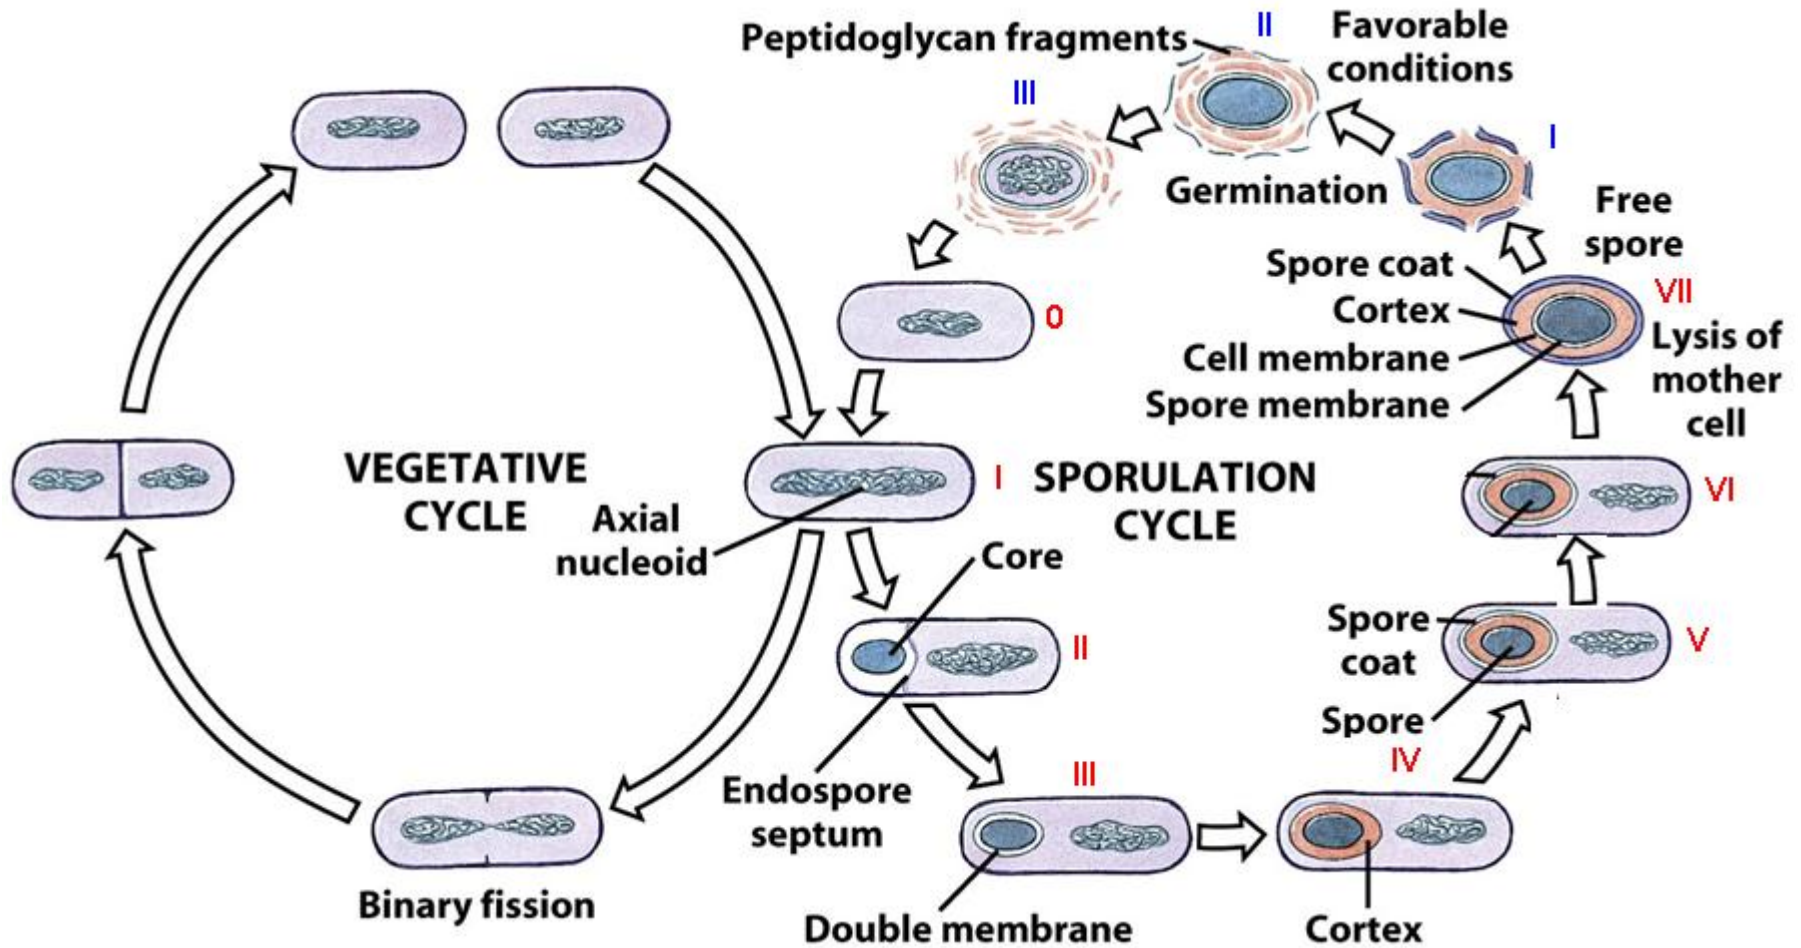 Peptidoglycan fragments
II
Favorable
conditions
III
I
Germination
Free
spore
Spore coat
Cortex
Cell membrane
Spore membrane
VII
Lysis of
mother
cell
0
VEGETATIVE
CYCLE
Axial
nucleoid
I
SPORULATION
CYCLE
VI
Core
II
Spore
coat
V
Spore
Endospore
septum
III
IV
Binary fission
Double membrane
Cortex